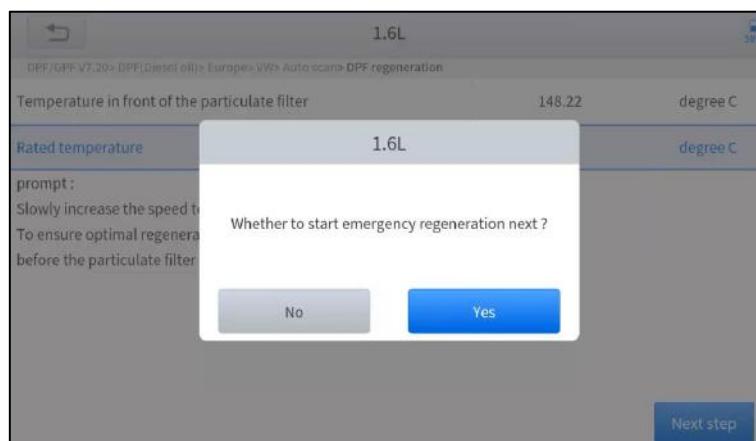 1.6L
DPF/GPF V7.20> DPF(Diesel oil)> Europe> VW> Auto scan> DPF regeneration
Temperature in front of the particulate filter 148.22 degree C
Rated temperature degree C
prompt :
Slowly increase the speed
To ensure optimal
before the particulate filter
1.6L
Whether to start emergency regeneration next ?
No Yes
Next step